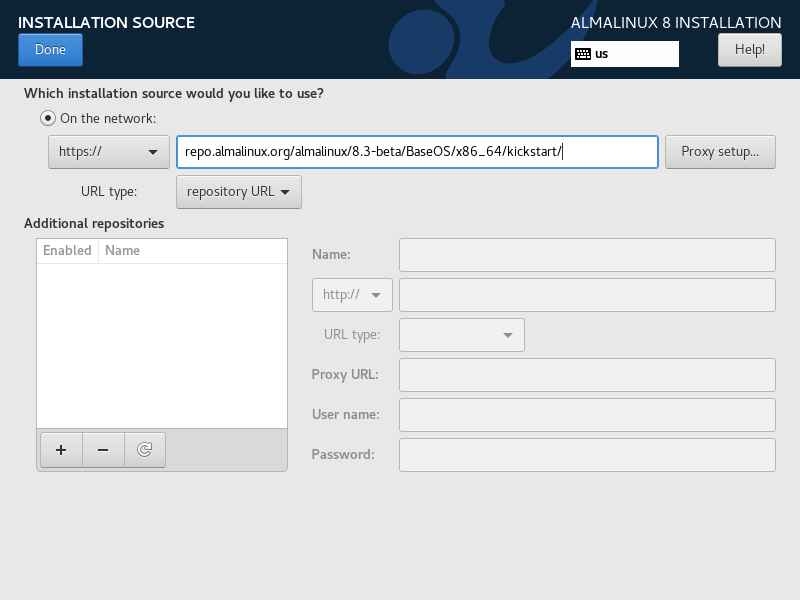 INSTALLATION SOURCE
ALMALINUX 8 INSTALLATION
Done
us
Help!
Which installation source would you like to use?
On the network:
https://
repo.almalinux.org/almalinux/8.3-beta/BaseOS/x86_64/kickstart/
Proxy setup...
URL type:
repository URL
Additional repositories
Enabled
Name
Name:
http://
URL type:
Proxy URL:
User name:
Password: